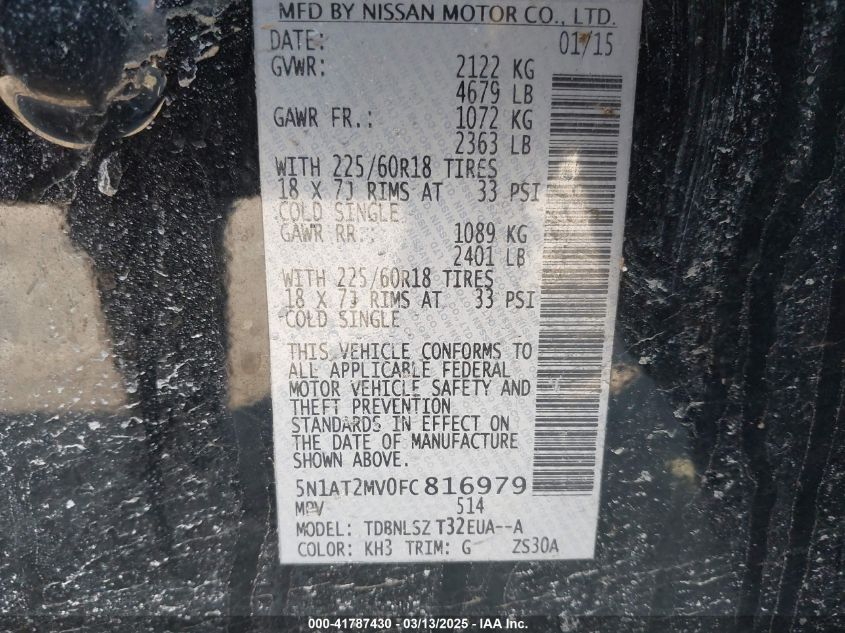 MFD BY NISSAN MOTOR CO., LTD.
DATE: 01/15
GVWR: 2122 KG
4679 LB
GAWR FR.: 1072 KG
2363 LB
WITH 225/60R18 TIRES
18 X 7J RIMS AT 33 PSI
COLD SINGLE
GAWR RR.: 1089 KG
2401 LB
WITH 225/60R18 TIRES
18 X 7J RIMS AT 33 PSI
COLD SINGLE
THIS VEHICLE CONFORMS TO
ALL APPLICABLE FEDERAL
MOTOR VEHICLE SAFETY AND
THEFT PREVENTION
STANDARDS IN EFFECT ON
THE DATE OF MANUFACTURE
SHOWN ABOVE.
5N1AT2MV0FC816979
MPV 514
MODEL: TDBNLSZ T32EUA--A
COLOR: KH3 TRIM: G ZS30A
000-41787430 — 03/13/2025 — IAA Inc.